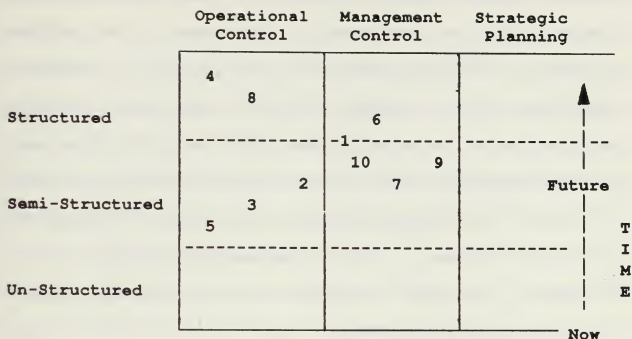 Operational Management Strategic
Control Control Planning
4
8
Structured 6
1
10 9
2 7 Future
Semi-Structured 3
5 T
I
M
Un-Structured E
Now